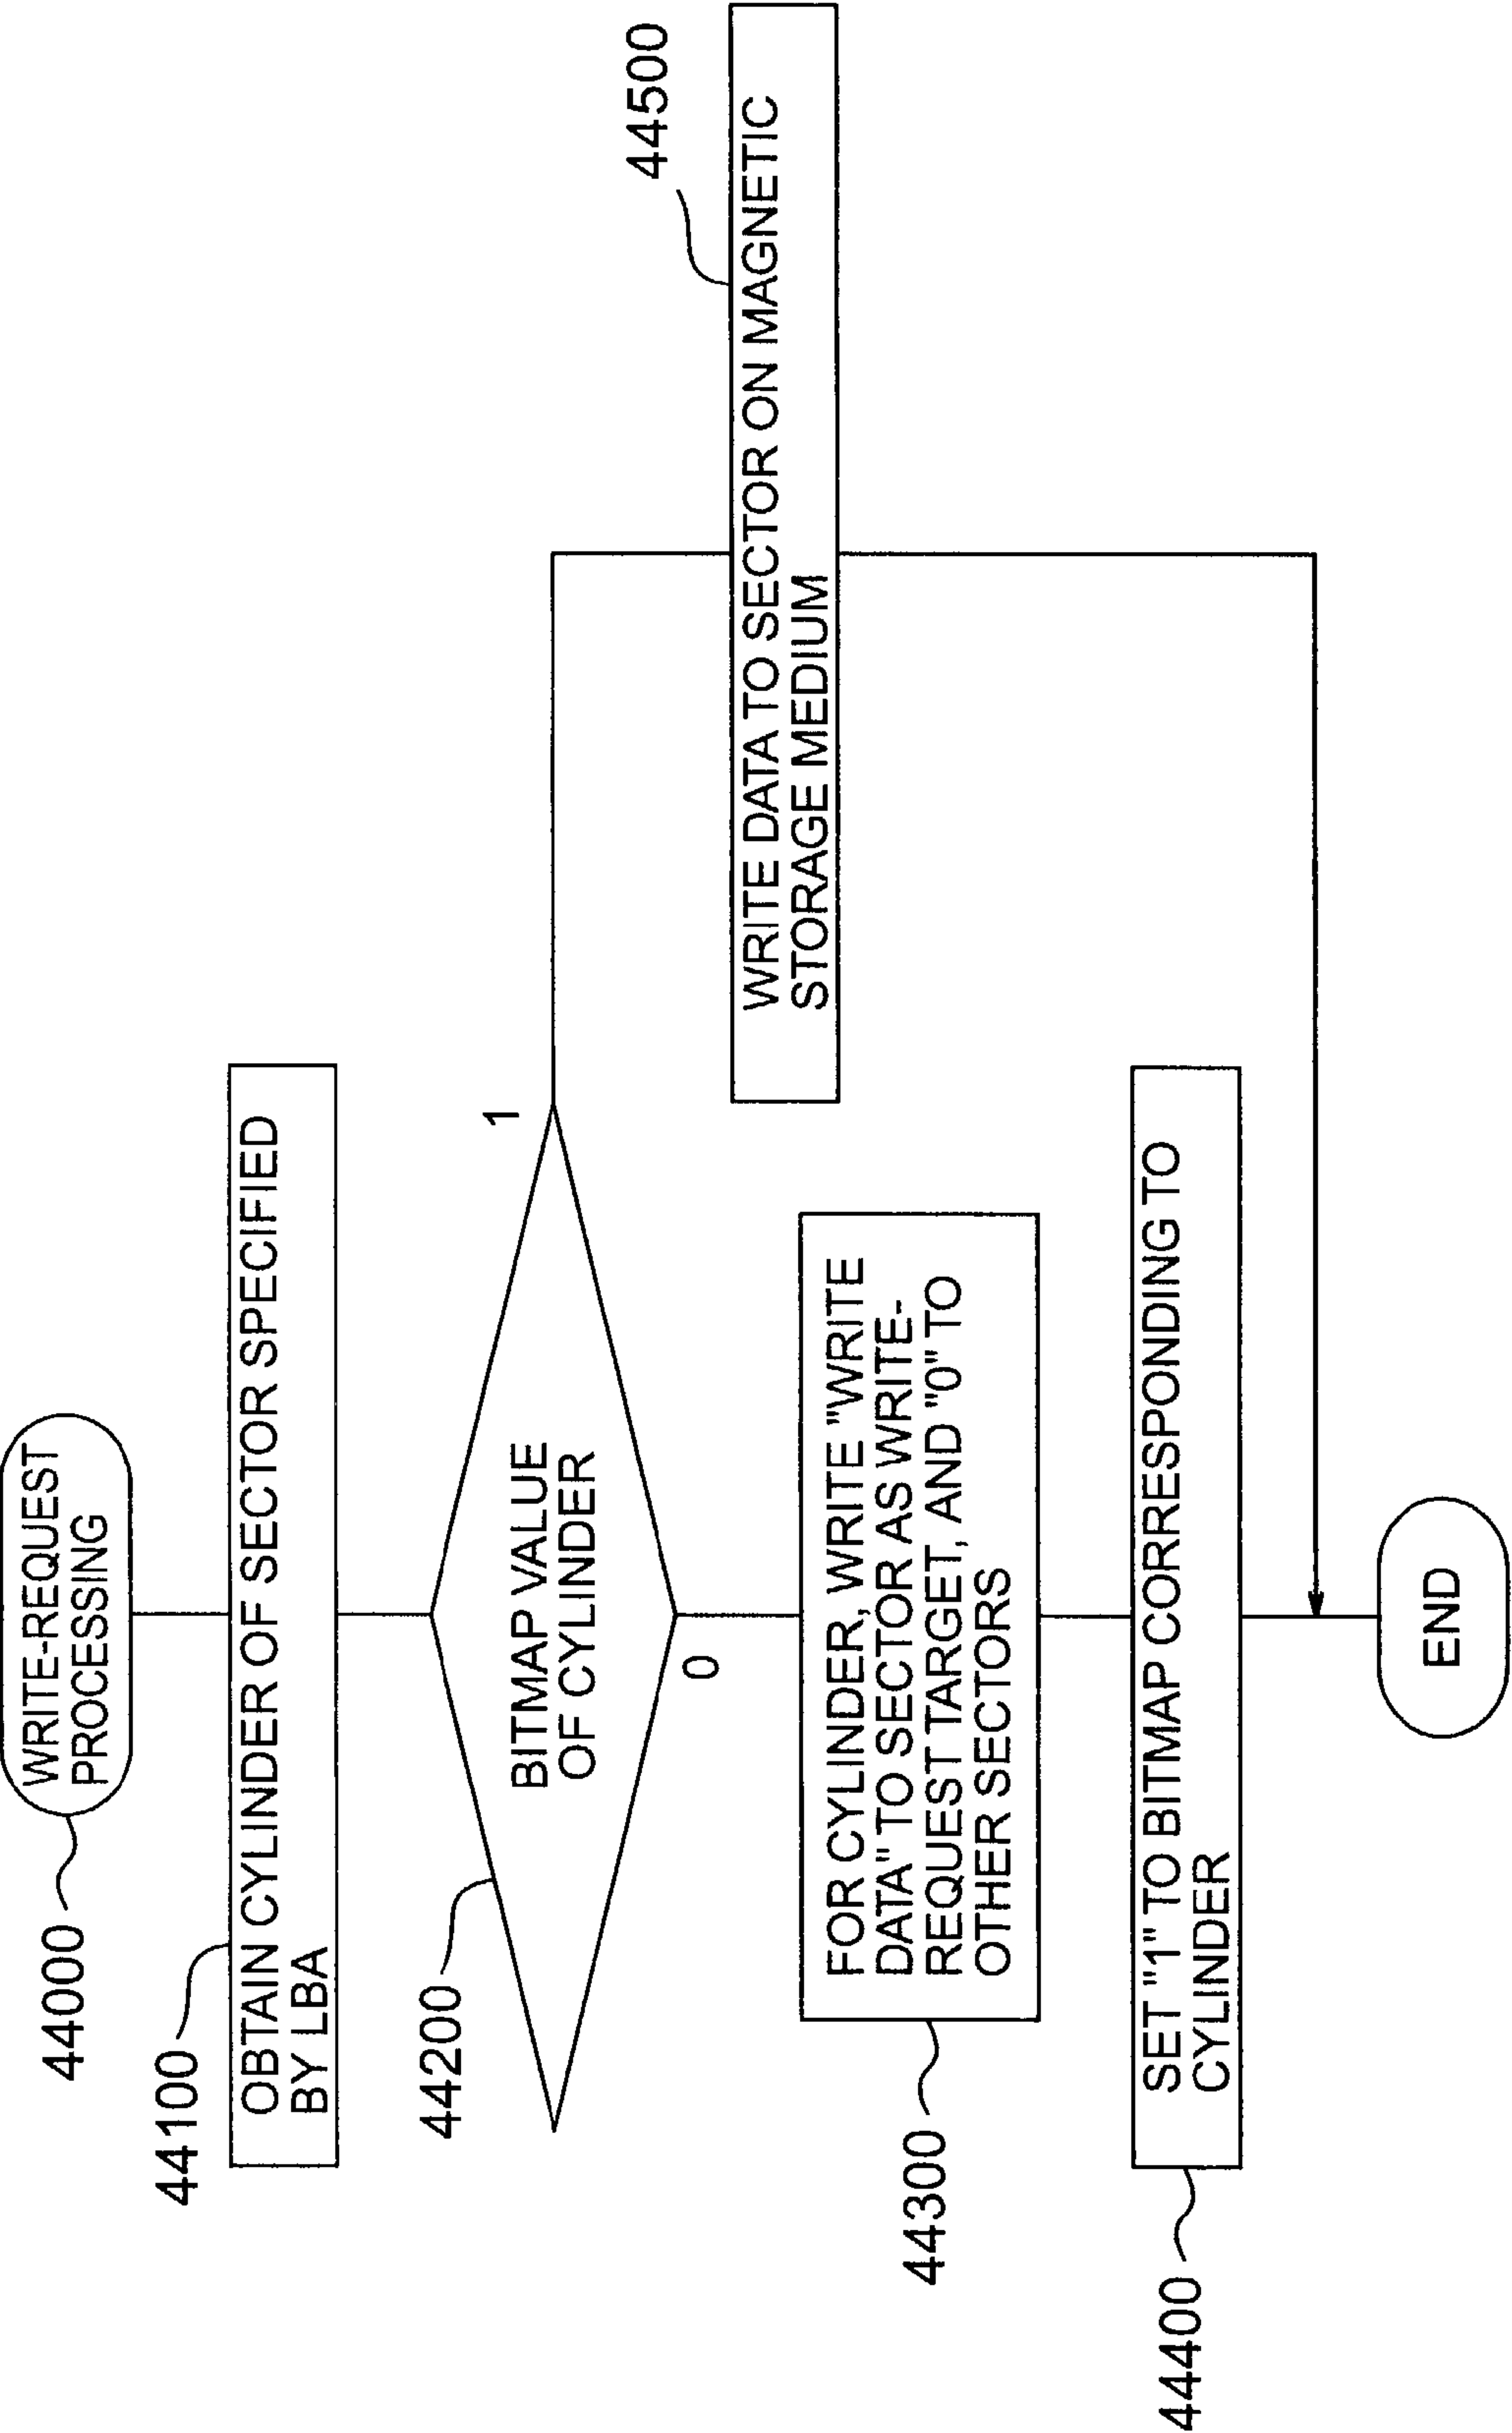 44000
WRITE-REQUEST
PROCESSING
44100
OBTAIN CYLINDER OF SECTOR SPECIFIED
BY LBA
44200
BITMAP VALUE
OF CYLINDER
1
0
44500
WRITE DATA TO SECTOR ON MAGNETIC
STORAGE MEDIUM
44300
FOR CYLINDER, WRITE "WRITE
DATA" TO SECTOR AS WRITE-
REQUEST TARGET, AND "0" TO
OTHER SECTORS
44400
SET "1" TO BITMAP CORRESPONDING TO
CYLINDER
END